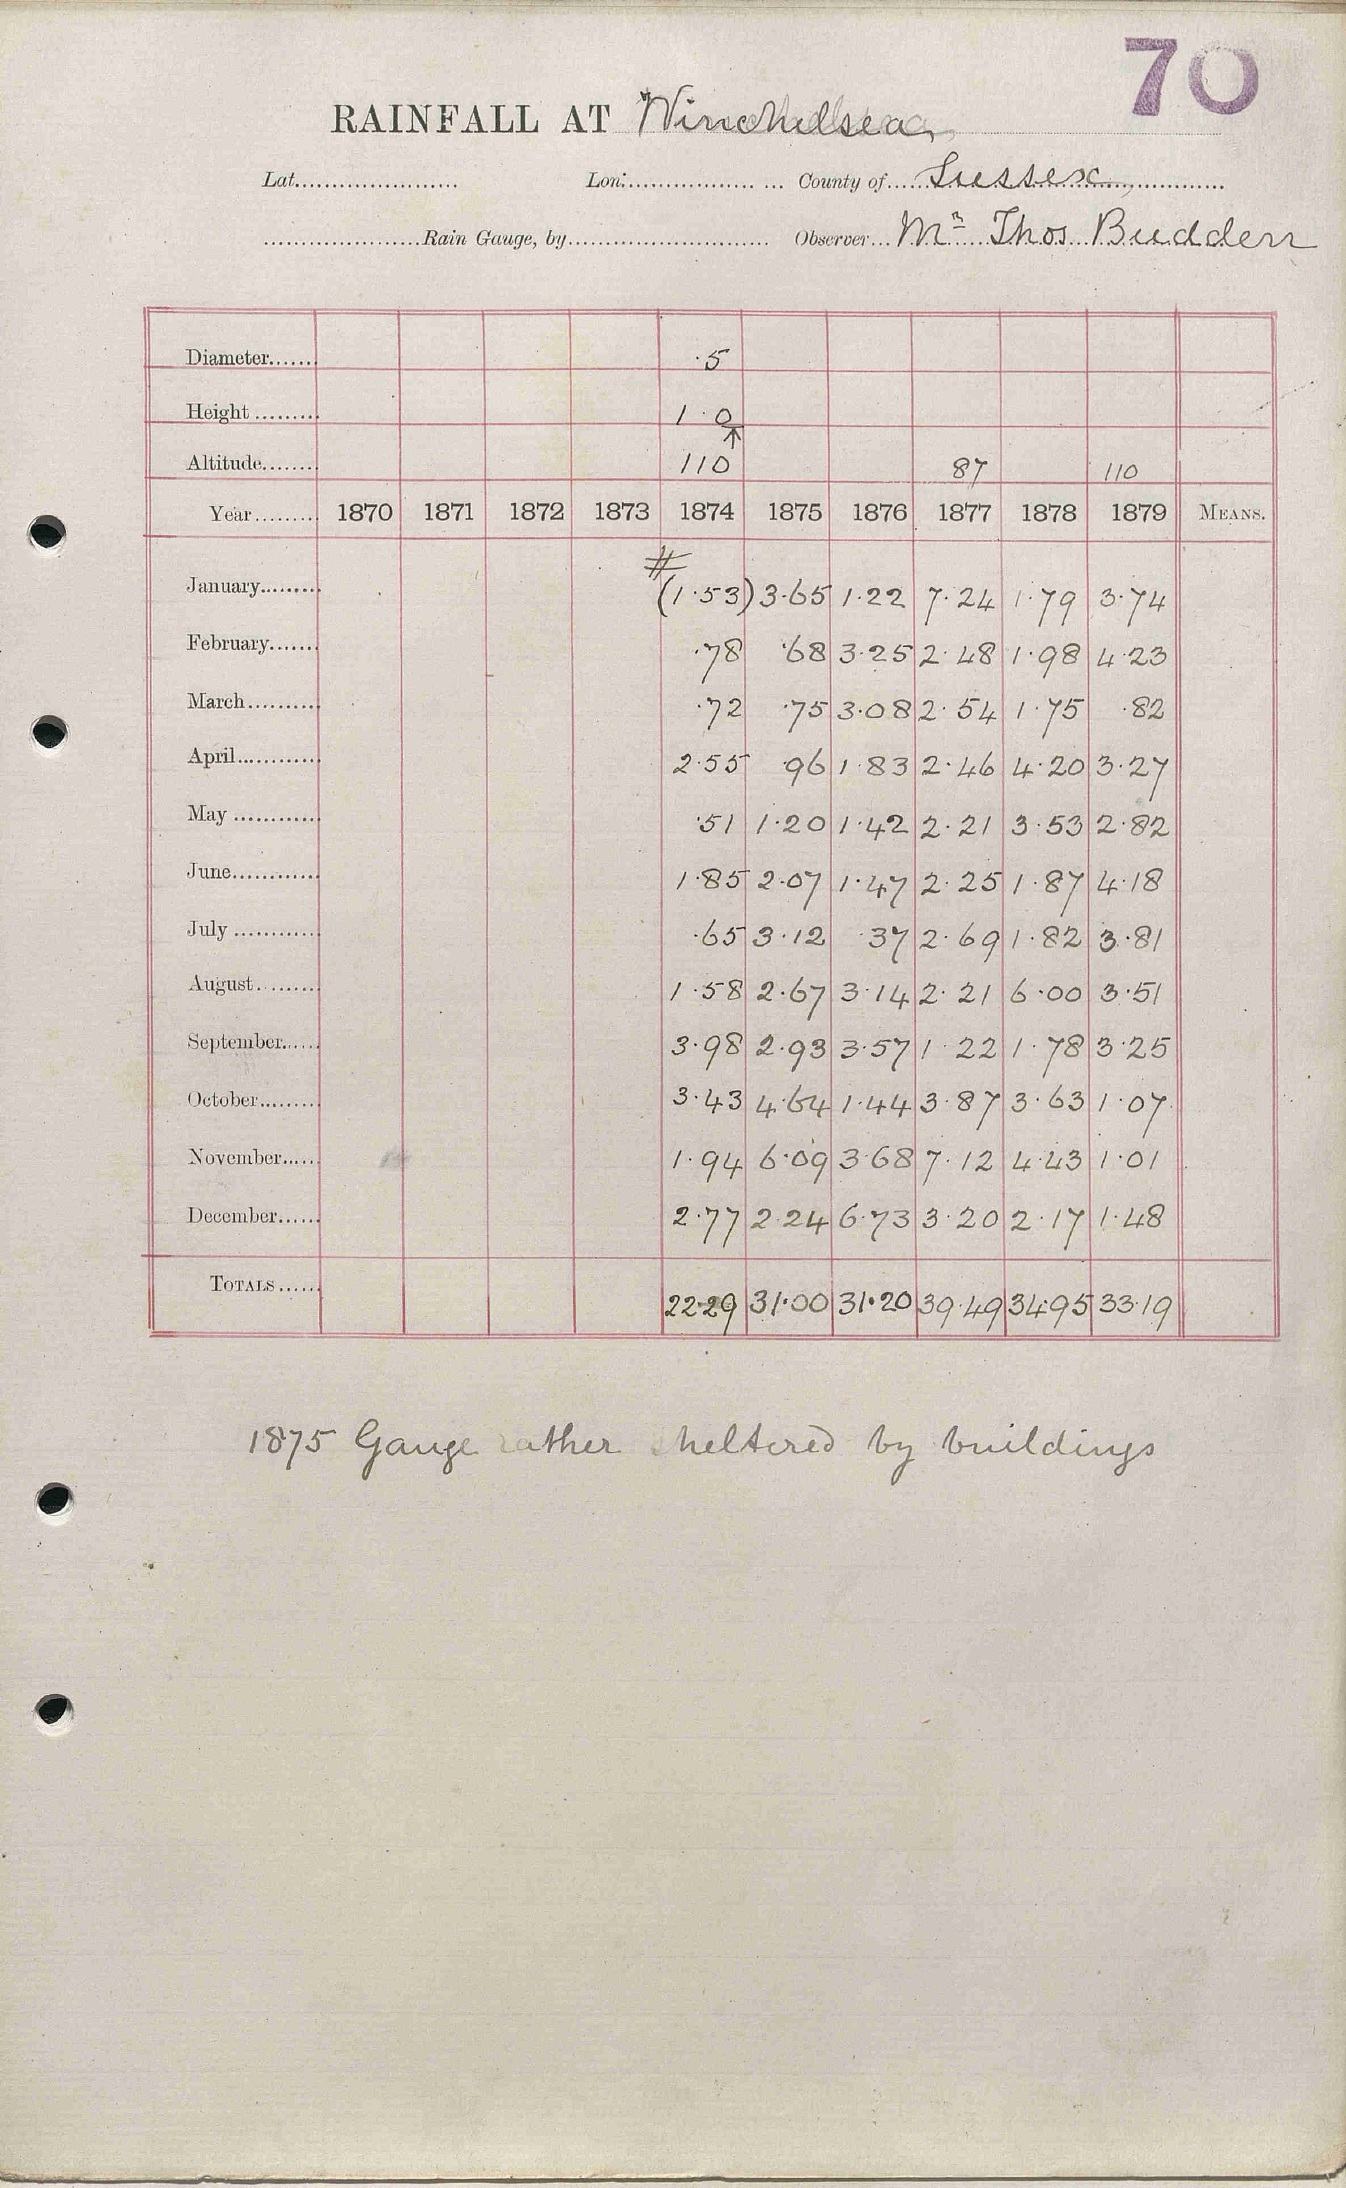 70
RAINFALL AT Winchelsea,
Lat...................... Lon:.................. ... County of......Sussex,............
......................Rain Gauge, by........................... Observer...Mr Thos Budden
Diameter....... ·5
Height ......... 1·0
↑
Altitude........ 110 87 110
Year......... 1870 1871 1872 1873 1874 1875 1876 1877 1878 1879 MEANS.
#
January......... (1·53) 3·65 1·22 7·24 1·79 3·74
February....... ·78 ·68 3·25 2·48 1·98 4·23
March.......... ·72 ·75 3·08 2·54 1·75 ·82
April............ 2·55 ·96 1·83 2·46 4·20 3·27
May ............ ·51 1·20 1·42 2·21 3·53 2·82
June............. 1·85 2·07 1·47 2·25 1·87 4·18
July ............ ·65 3·12 ·37 2·69 1·82 3·81
August......... 1·58 2·67 3·14 2·21 6·00 3·51
September...... 3·98 2·93 3·57 1·22 1·78 3·25
October......... 3·43 4·64 1·44 3·87 3·63 1·07
November...... 1·94 6·09 3·68 7·12 4·43 1·01
December...... 2·77 2·24 6·73 3·20 2·17 1·48
TOTALS...... 22·29 31·00 31·20 39·49 34·95 33·19
1875 Gauge rather sheltered by buildings